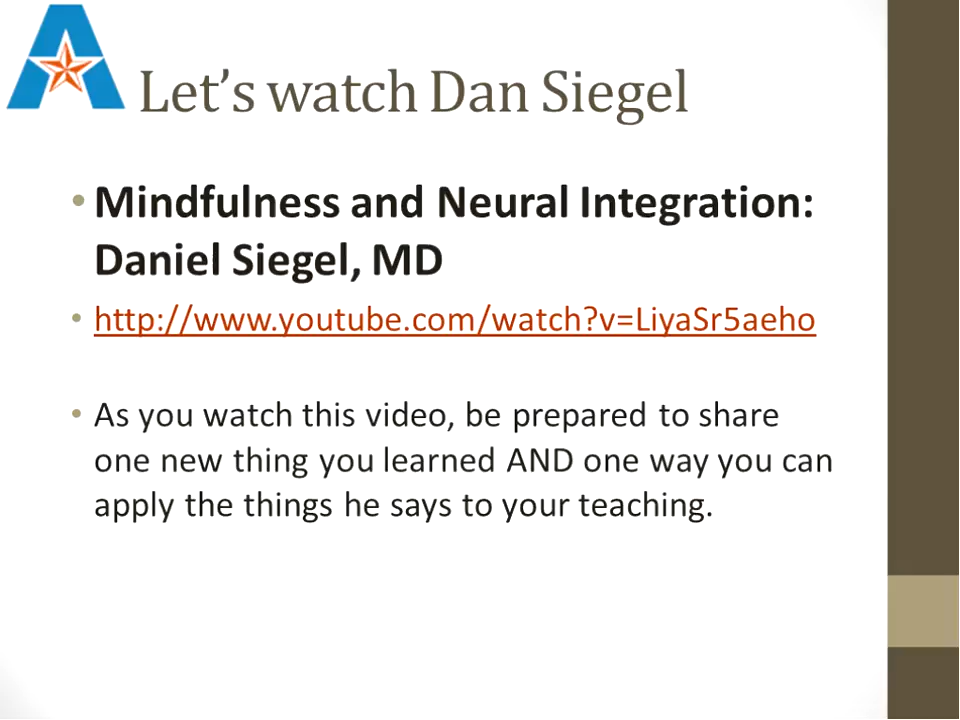 Let's watch Dan Siegel
• Mindfulness and Neural Integration:
Daniel Siegel, MD
• http://www.youtube.com/watch?v=LiyaSr5aeho
• As you watch this video, be prepared to share
one new thing you learned AND one way you can
apply the things he says to your teaching.